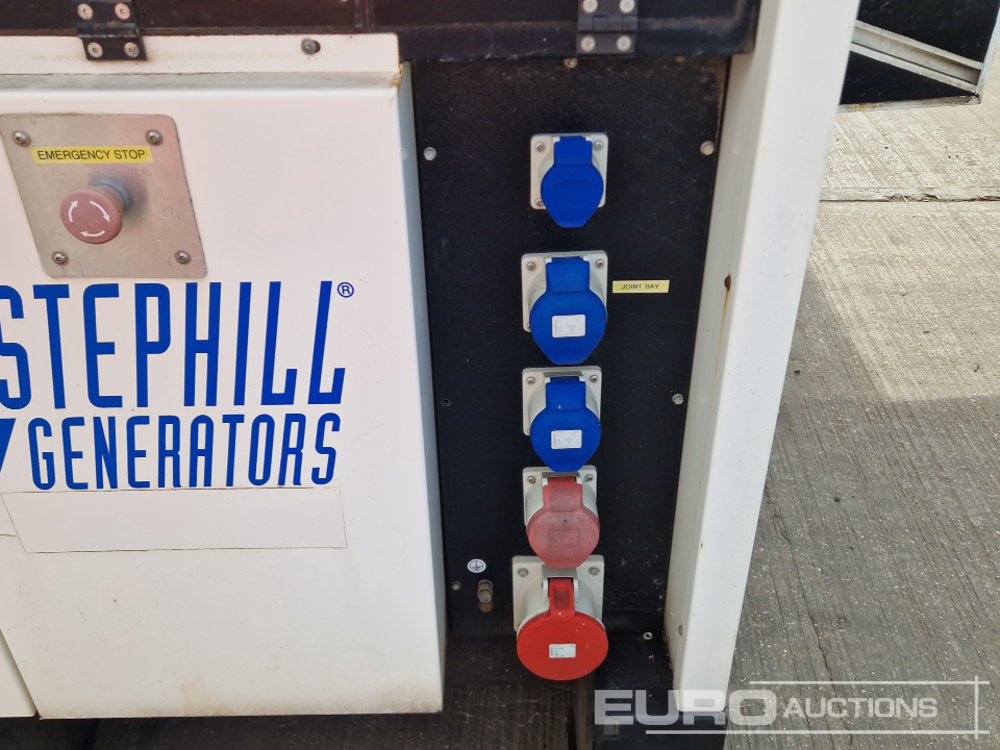 EMERGENCY STOP
STEPHILL®
GENERATORS
JOINT BAY
EURO AUCTIONS